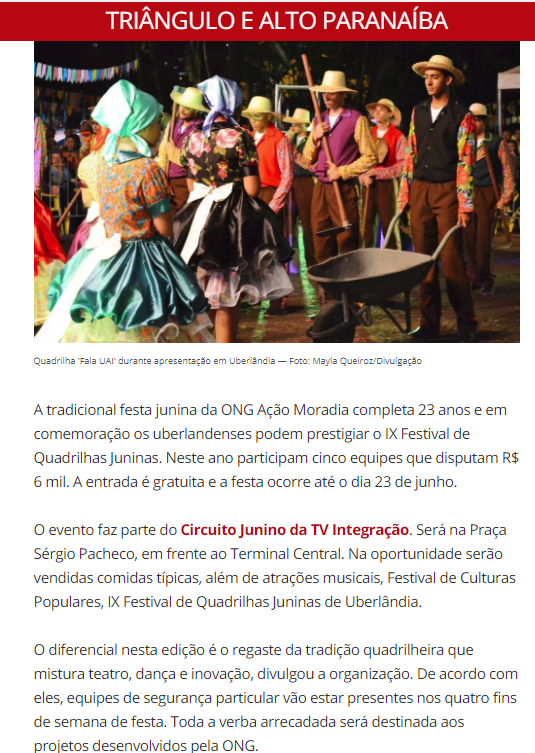 TRIÂNGULO E ALTO PARANAÍBA
Quadrilha 'Fala UAI' durante apresentação em Uberlândia — Foto: Mayla Queiroz/Divulgação
A tradicional festa junina da ONG Ação Moradia completa 23 anos e em
comemoração os uberlandenses podem prestigiar o IX Festival de
Quadrilhas Juninas. Neste ano participam cinco equipes que disputam R$
6 mil. A entrada é gratuita e a festa ocorre até o dia 23 de junho.
O evento faz parte do Circuito Junino da TV Integração. Será na Praça
Sérgio Pacheco, em frente ao Terminal Central. Na oportunidade serão
vendidas comidas típicas, além de atrações musicais, Festival de Culturas
Populares, IX Festival de Quadrilhas Juninas de Uberlândia.
O diferencial nesta edição é o regaste da tradição quadrilheira que
mistura teatro, dança e inovação, divulgou a organização. De acordo com
eles, equipes de segurança particular vão estar presentes nos quatro fins
de semana de festa. Toda a verba arrecadada será destinada aos
projetos desenvolvidos pela ONG.